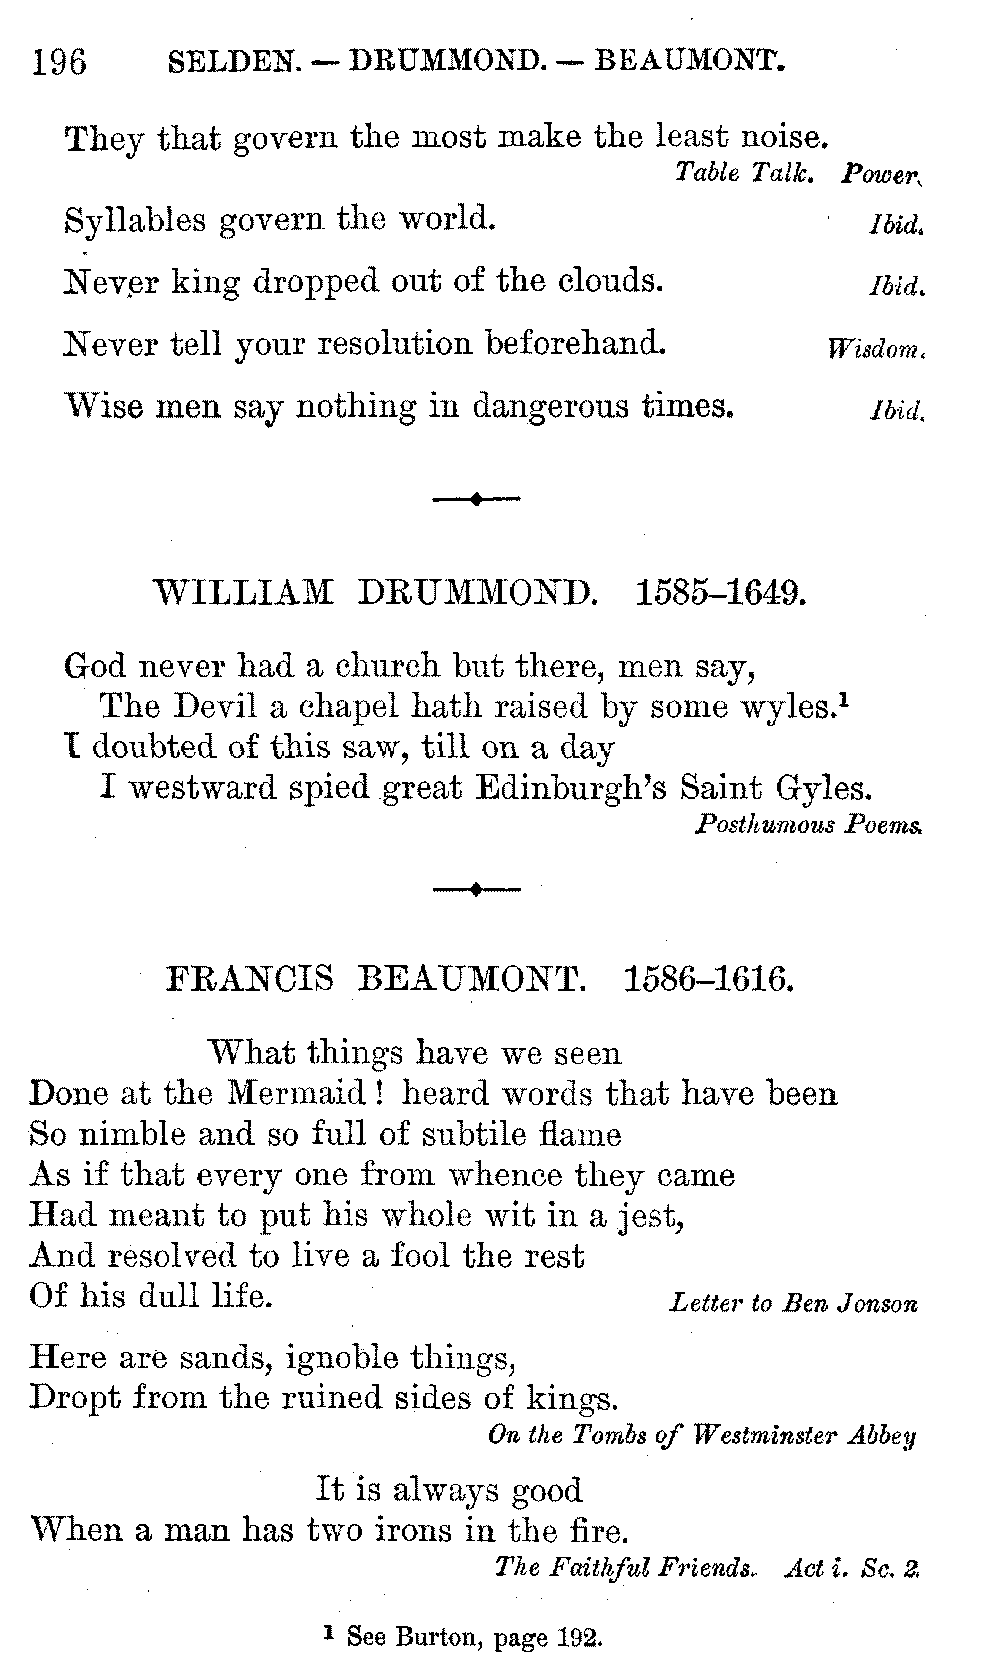 196 SELDEN. — DRUMMOND. — BEAUMONT.
They that govern the most make the least noise.
Table Talk. Power.
Syllables govern the world. Ibid.
Never king dropped out of the clouds. Ibid.
Never tell your resolution beforehand. Wisdom.
Wise men say nothing in dangerous times. Ibid.
WILLIAM DRUMMOND. 1585–1649.
God never had a church but there, men say,
The Devil a chapel hath raised by some wyles.¹
I doubted of this saw, till on a day
I westward spied great Edinburgh's Saint Gyles.
Posthumous Poems.
FRANCIS BEAUMONT. 1586–1616.
What things have we seen
Done at the Mermaid! heard words that have been
So nimble and so full of subtile flame
As if that every one from whence they came
Had meant to put his whole wit in a jest,
And resolved to live a fool the rest
Of his dull life. Letter to Ben Jonson
Here are sands, ignoble things,
Dropt from the ruined sides of kings.
On the Tombs of Westminster Abbey
It is always good
When a man has two irons in the fire.
The Faithful Friends. Act i. Sc. 2.
¹ See Burton, page 192.